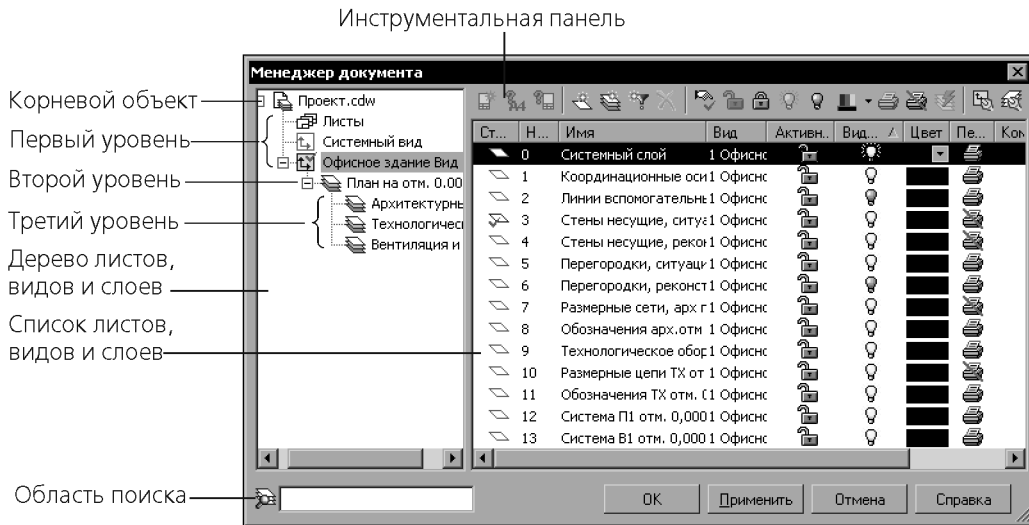 Инструментальная панель
Менеджер документа
Корневой объект
Первый уровень
Второй уровень
Третий уровень
Дерево листов,
видов и слоев
Список листов,
видов и слоев
Область поиска
Проект.cdw
Листы
Системный вид
Офисное здание Вид
План на отм. 0.00
Архитектурны
Технологичес
Вентиляция и
Ст... Н... Имя Вид Активн.. Вид... Цвет Пе... Ком
0 Системный слой 1 Офисно
1 Координационные оси 1 Офисно
2 Линии вспомогательны 1 Офисно
3 Стены несущие, ситуа 1 Офисно
4 Стены несущие, рекон 1 Офисно
5 Перегородки, ситуаци 1 Офисно
6 Перегородки, реконст 1 Офисно
7 Размерные сети, арх г 1 Офисно
8 Обозначения арх.отм 1 Офисно
9 Технологическое обор 1 Офисно
10 Размерные цепи ТХ от 1 Офисно
11 Обозначения ТХ отм. (1 Офисно
12 Система П1 отм. 0,000 1 Офисно
13 Система В1 отм. 0,000 1 Офисно
ОК Применить Отмена Справка